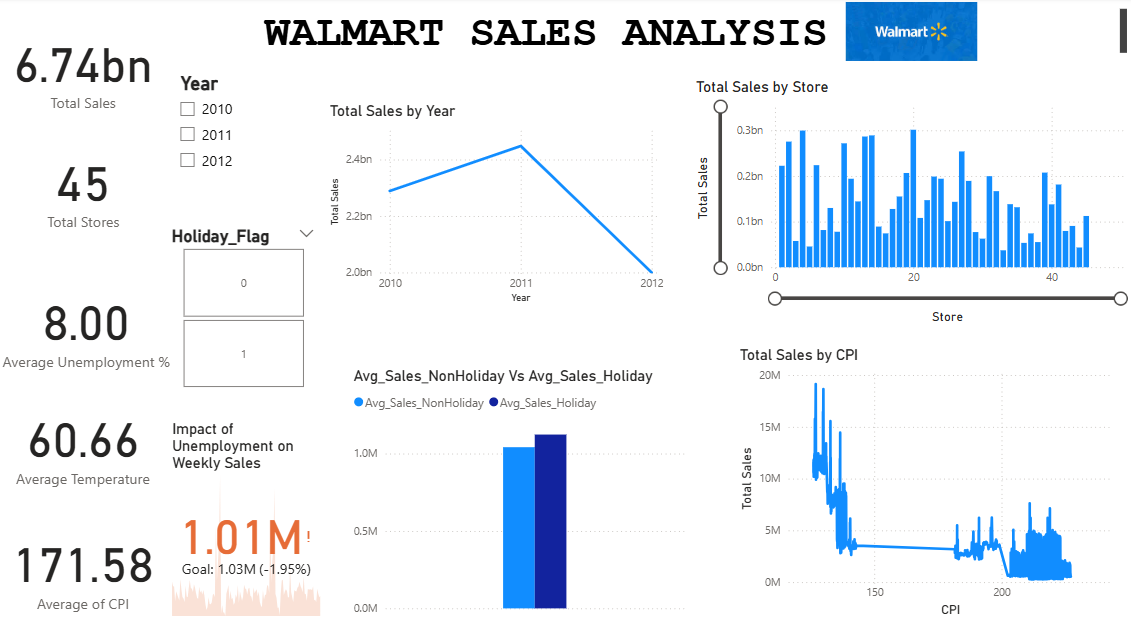 WALMART SALES ANALYSIS
Walmart
6.74bn
Total Sales
45
Total Stores
8.00
Average Unemployment %
60.66
Average Temperature
171.58
Average of CPI
Year
2010
2011
2012
Holiday_Flag
0
1
Impact of
Unemployment on
Weekly Sales
1.01M!
Goal: 1.03M (-1.95%)
Total Sales by Year
Total Sales
2.4bn
2.2bn
2.0bn
2010 2011 2012
Year
Total Sales by Store
Total Sales
0.3bn
0.2bn
0.1bn
0.0bn
0 20 40
Store
Avg_Sales_NonHoliday Vs Avg_Sales_Holiday
Avg_Sales_NonHoliday Avg_Sales_Holiday
1.0M
0.5M
0.0M
Total Sales by CPI
Total Sales
20M
15M
10M
5M
0M
150 200
CPI